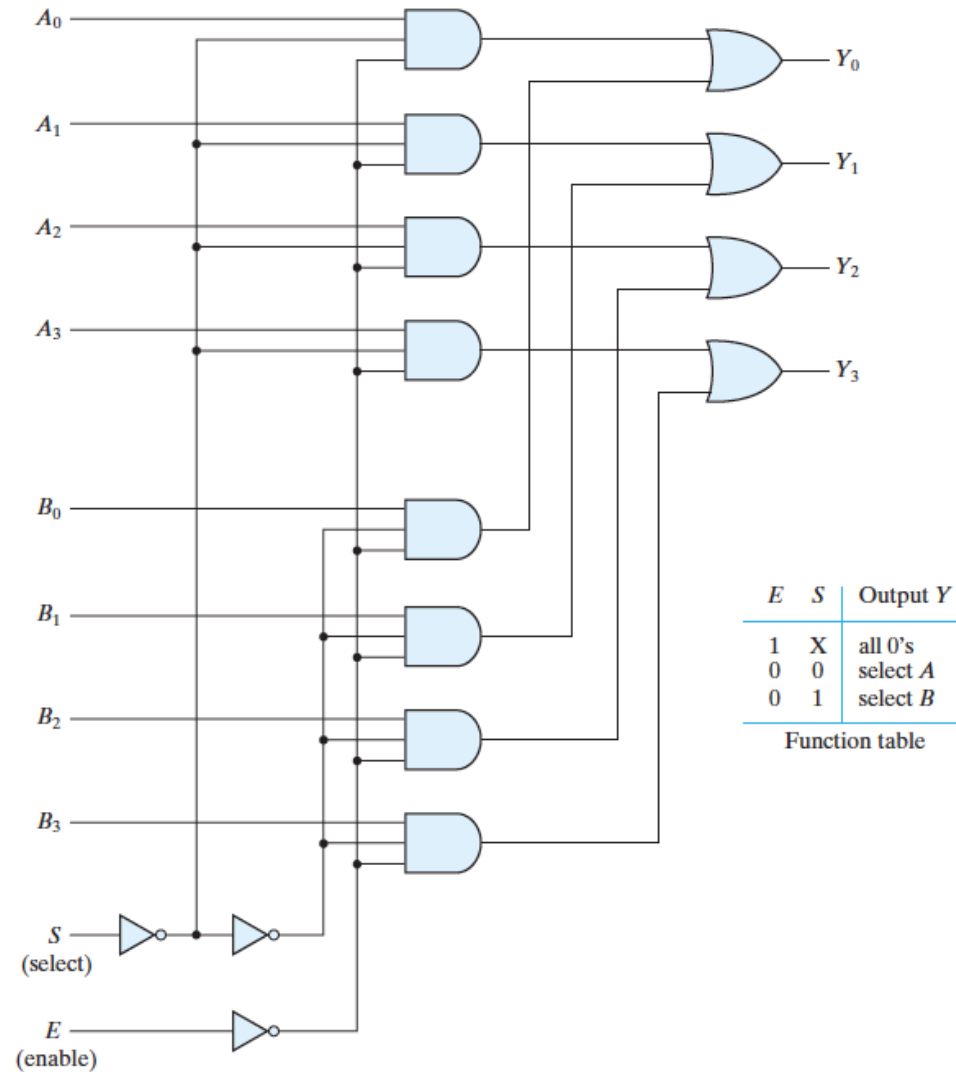 A₀
Y₀
A₁
Y₁
A₂
Y₂
A₃
Y₃
B₀
B₁
E S Output Y
1 X all 0's
0 0 select A
0 1 select B
Function table
B₂
B₃
S
(select)
E
(enable)